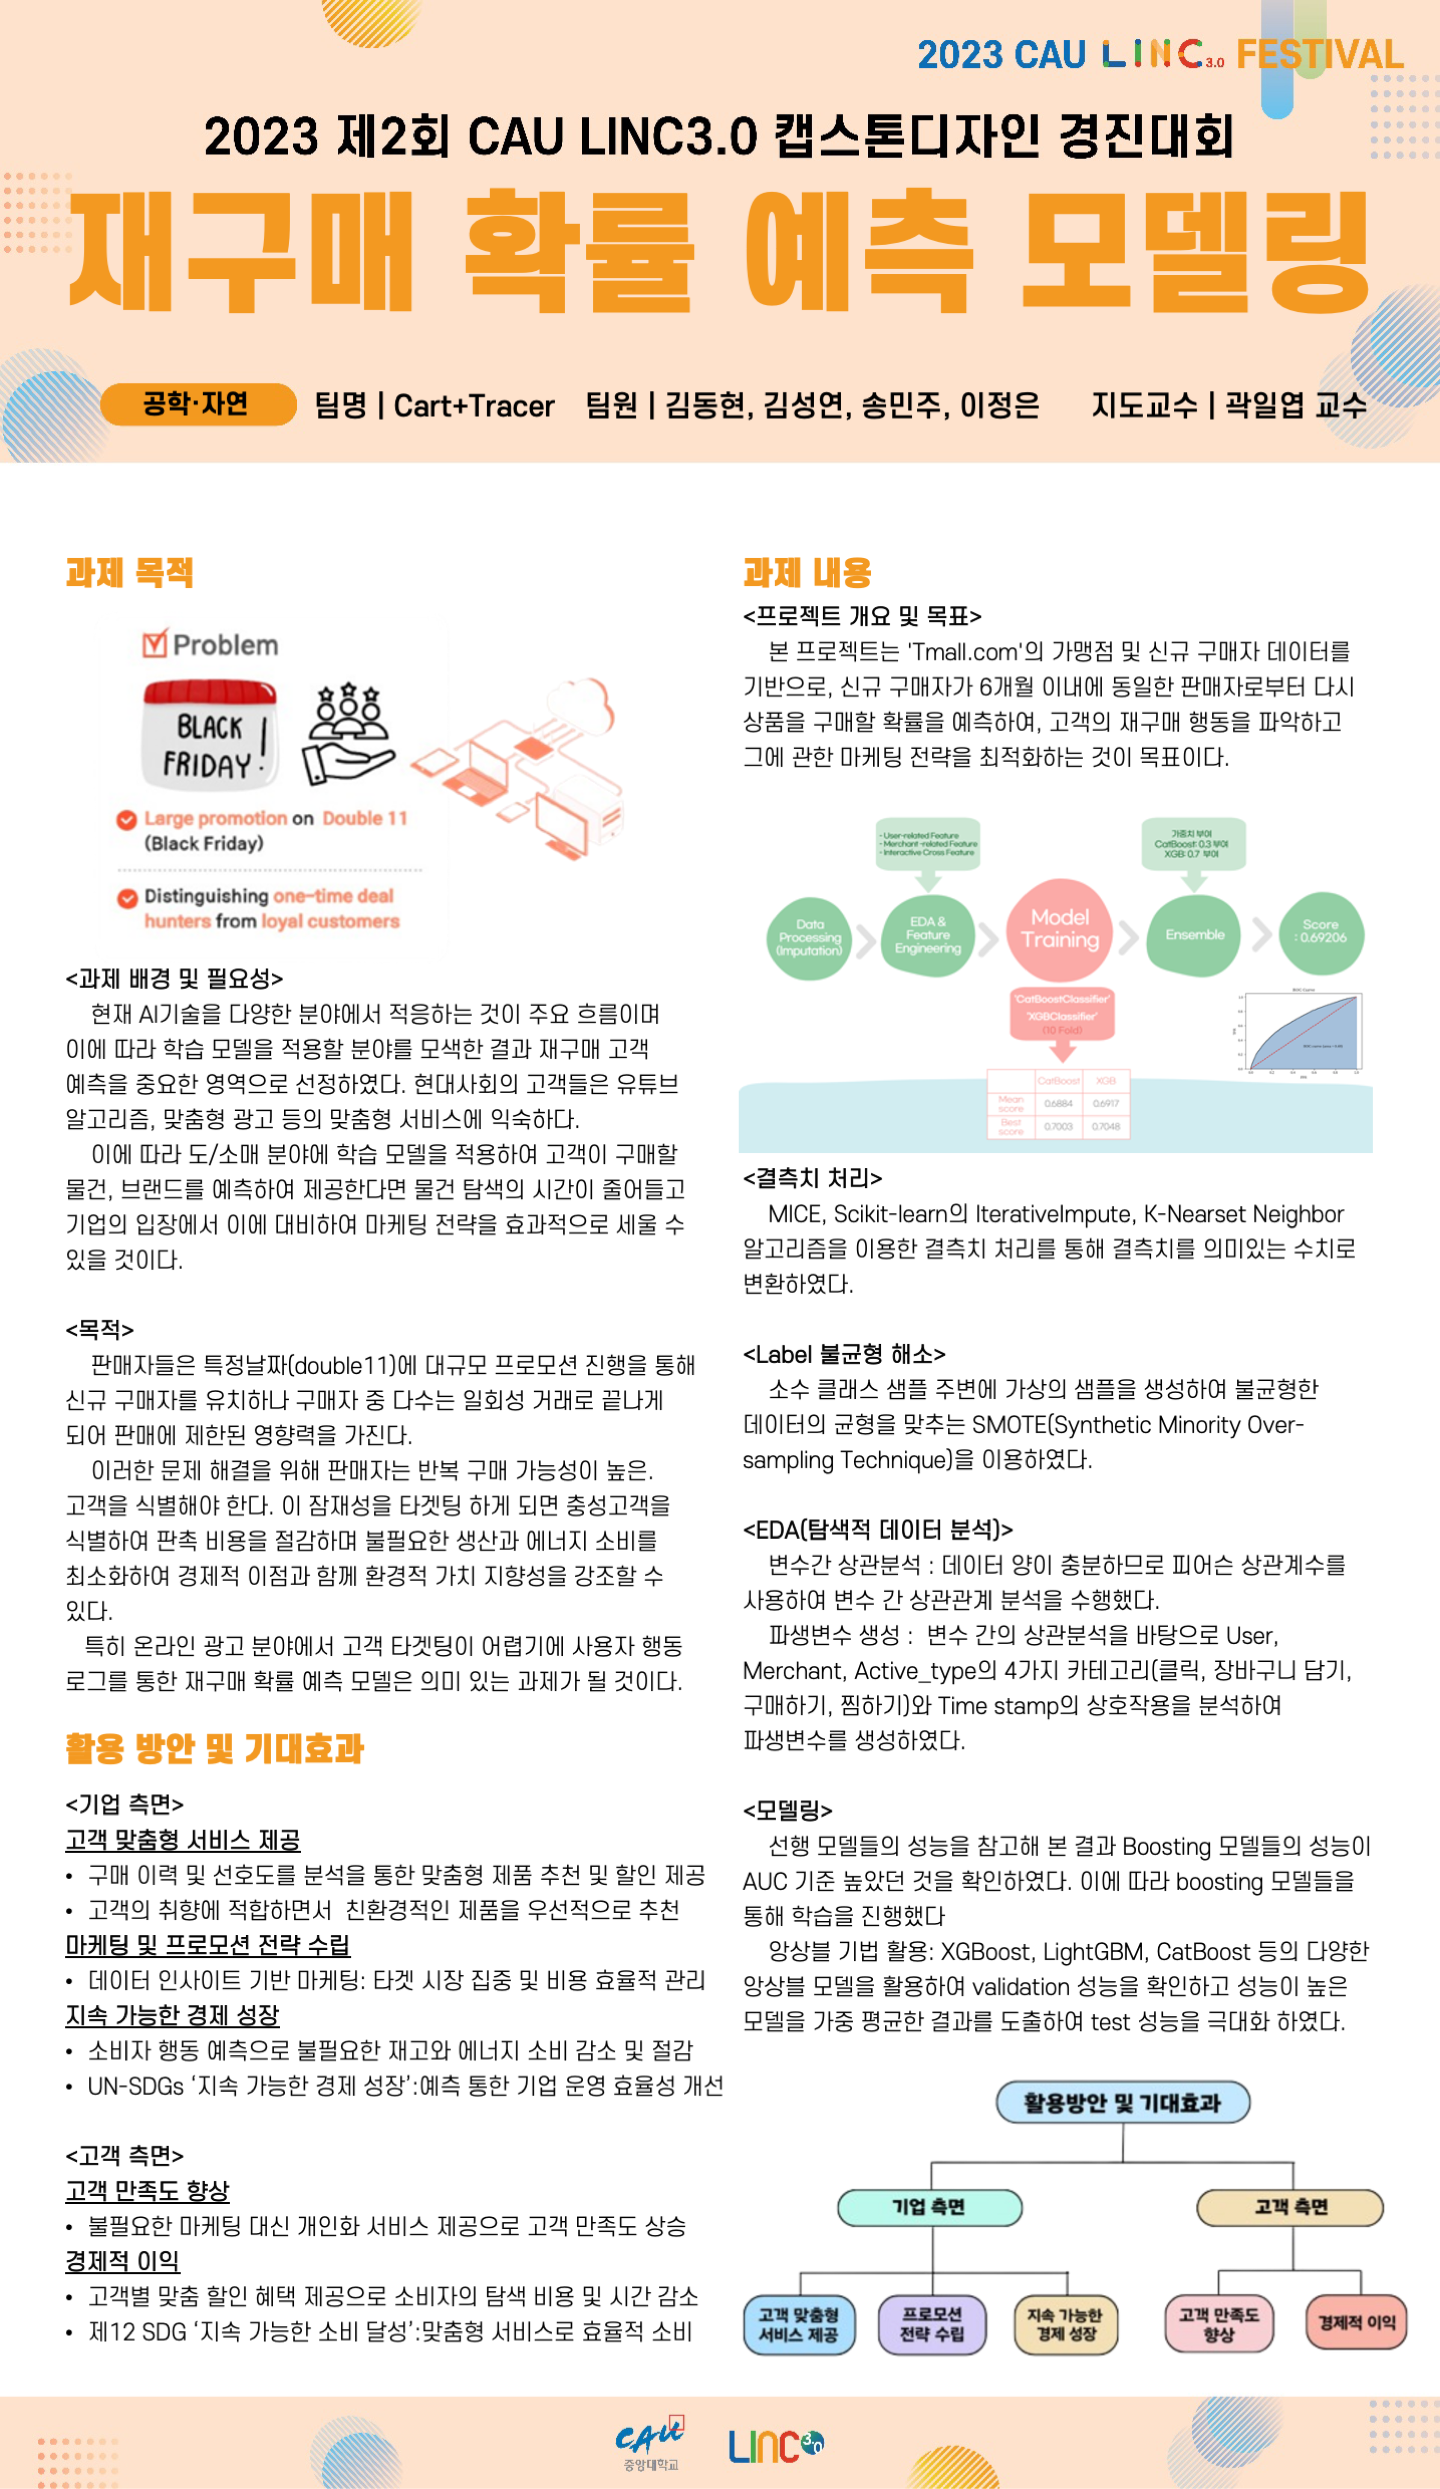 2023 CAU LINC 3.0 FESTIVAL
2023 제2회 CAU LINC3.0 캡스톤디자인 경진대회
재구매 확률 예측 모델링
공학·자연 팀명 | Cart+Tracer 팀원 | 김동현, 김성연, 송민주, 이정은 지도교수 | 곽일엽 교수
과제 목적
Problem
BLACK
FRIDAY!
Large promotion on Double 11
(Black Friday)
Distinguishing one-time deal
hunters from loyal customers
<과제 배경 및 필요성>
현재 AI기술을 다양한 분야에서 적응하는 것이 주요 흐름이며
이에 따라 학습 모델을 적용할 분야를 모색한 결과 재구매 고객
예측을 중요한 영역으로 선정하였다. 현대사회의 고객들은 유튜브
알고리즘, 맞춤형 광고 등의 맞춤형 서비스에 익숙하다.
이에 따라 도/소매 분야에 학습 모델을 적용하여 고객이 구매할
물건, 브랜드를 예측하여 제공한다면 물건 탐색의 시간이 줄어들고
기업의 입장에서 이에 대비하여 마케팅 전략을 효과적으로 세울 수
있을 것이다.
<목적>
판매자들은 특정날짜(double11)에 대규모 프로모션 진행을 통해
신규 구매자를 유치하나 구매자 중 다수는 일회성 거래로 끝나게
되어 판매에 제한된 영향력을 가진다.
이러한 문제 해결을 위해 판매자는 반복 구매 가능성이 높은.
고객을 식별해야 한다. 이 잠재성을 타겟팅 하게 되면 충성고객을
식별하여 판촉 비용을 절감하며 불필요한 생산과 에너지 소비를
최소화하여 경제적 이점과 함께 환경적 가치 지향성을 강조할 수
있다.
특히 온라인 광고 분야에서 고객 타겟팅이 어렵기에 사용자 행동
로그를 통한 재구매 확률 예측 모델은 의미 있는 과제가 될 것이다.
활용 방안 및 기대효과
<기업 측면>
고객 맞춤형 서비스 제공
• 구매 이력 및 선호도를 분석을 통한 맞춤형 제품 추천 및 할인 제공
• 고객의 취향에 적합하면서 친환경적인 제품을 우선적으로 추천
마케팅 및 프로모션 전략 수립
• 데이터 인사이트 기반 마케팅: 타겟 시장 집중 및 비용 효율적 관리
지속 가능한 경제 성장
• 소비자 행동 예측으로 불필요한 재고와 에너지 소비 감소 및 절감
• UN-SDGs ‘지속 가능한 경제 성장’:예측 통한 기업 운영 효율성 개선
<고객 측면>
고객 만족도 향상
• 불필요한 마케팅 대신 개인화 서비스 제공으로 고객 만족도 상승
경제적 이익
• 고객별 맞춤 할인 혜택 제공으로 소비자의 탐색 비용 및 시간 감소
• 제12 SDG ‘지속 가능한 소비 달성’:맞춤형 서비스로 효율적 소비
과제 내용
<프로젝트 개요 및 목표>
본 프로젝트는 'Tmall.com'의 가맹점 및 신규 구매자 데이터를
기반으로, 신규 구매자가 6개월 이내에 동일한 판매자로부터 다시
상품을 구매할 확률을 예측하여, 고객의 재구매 행동을 파악하고
그에 관한 마케팅 전략을 최적화하는 것이 목표이다.
- User-related Feature
- Merchant -related Feature
- Interactive Cross Feature
가중치 부여
CatBoost: 0.3 부여
XGB: 0.7 부여
Data
Processing
(Imputation)
EDA &
Feature
Engineering
Model
Training
Ensemble
Score
: 0.69206
'CatBoostClassifier'
'XGBClassifier'
(10 Fold)
CatBoost XGB
Mean
score 0.6884 0.6917
Best
score 0.7003 0.7048
<결측치 처리>
MICE, Scikit-learn의 IterativeImpute, K-Nearset Neighbor
알고리즘을 이용한 결측치 처리를 통해 결측치를 의미있는 수치로
변환하였다.
<Label 불균형 해소>
소수 클래스 샘플 주변에 가상의 샘플을 생성하여 불균형한
데이터의 균형을 맞추는 SMOTE(Synthetic Minority Over-
sampling Technique)을 이용하였다.
<EDA(탐색적 데이터 분석)>
변수간 상관분석 : 데이터 양이 충분하므로 피어슨 상관계수를
사용하여 변수 간 상관관계 분석을 수행했다.
파생변수 생성 : 변수 간의 상관분석을 바탕으로 User,
Merchant, Active_type의 4가지 카테고리(클릭, 장바구니 담기,
구매하기, 찜하기)와 Time stamp의 상호작용을 분석하여
파생변수를 생성하였다.
<모델링>
선행 모델들의 성능을 참고해 본 결과 Boosting 모델들의 성능이
AUC 기준 높았던 것을 확인하였다. 이에 따라 boosting 모델들을
통해 학습을 진행했다
앙상블 기법 활용: XGBoost, LightGBM, CatBoost 등의 다양한
앙상블 모델을 활용하여 validation 성능을 확인하고 성능이 높은
모델을 가중 평균한 결과를 도출하여 test 성능을 극대화 하였다.
활용방안 및 기대효과
기업 측면
고객 측면
고객 맞춤형
서비스 제공
프로모션
전략 수립
지속 가능한
경제 성장
고객 만족도
향상
경제적 이익
CAU
중앙대학교
LINC 3.0